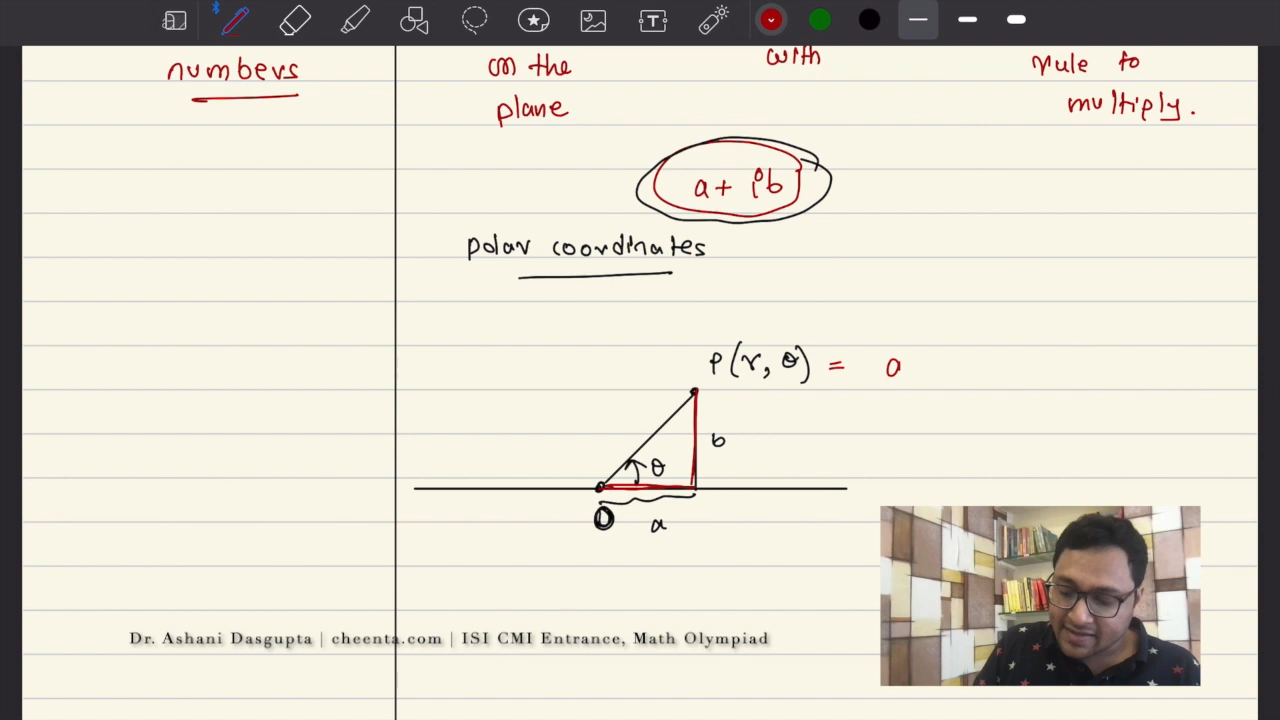 numbers
on the
plane
with
rule to
multiply.
a + ib
polar coordinates
P(r, θ) = a
b
θ
O
a
Dr. Ashani Dasgupta | cheenta.com | ISI CMI Entrance, Math Olympiad